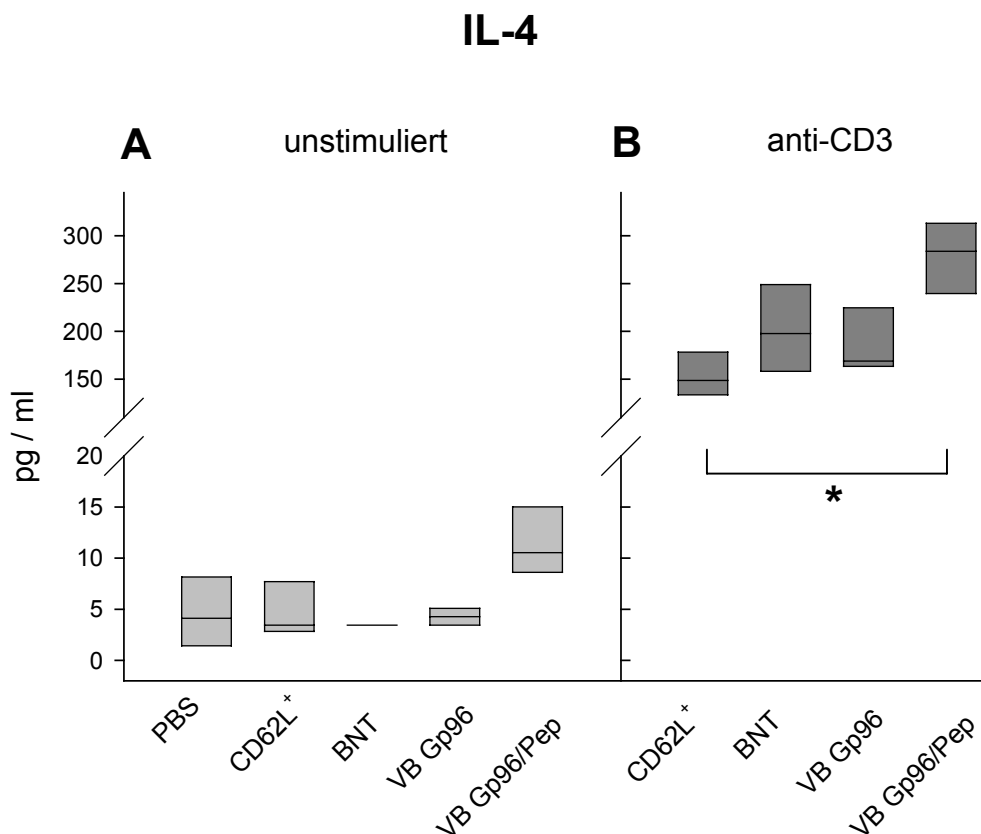 IL-4
A unstimuliert
B anti-CD3
pg / ml
300
250
200
150
20
15
10
5
0
*
PBS
CD62L⁺
BNT
VB Gp96
VB Gp96/Pep
CD62L⁺
BNT
VB Gp96
VB Gp96/Pep